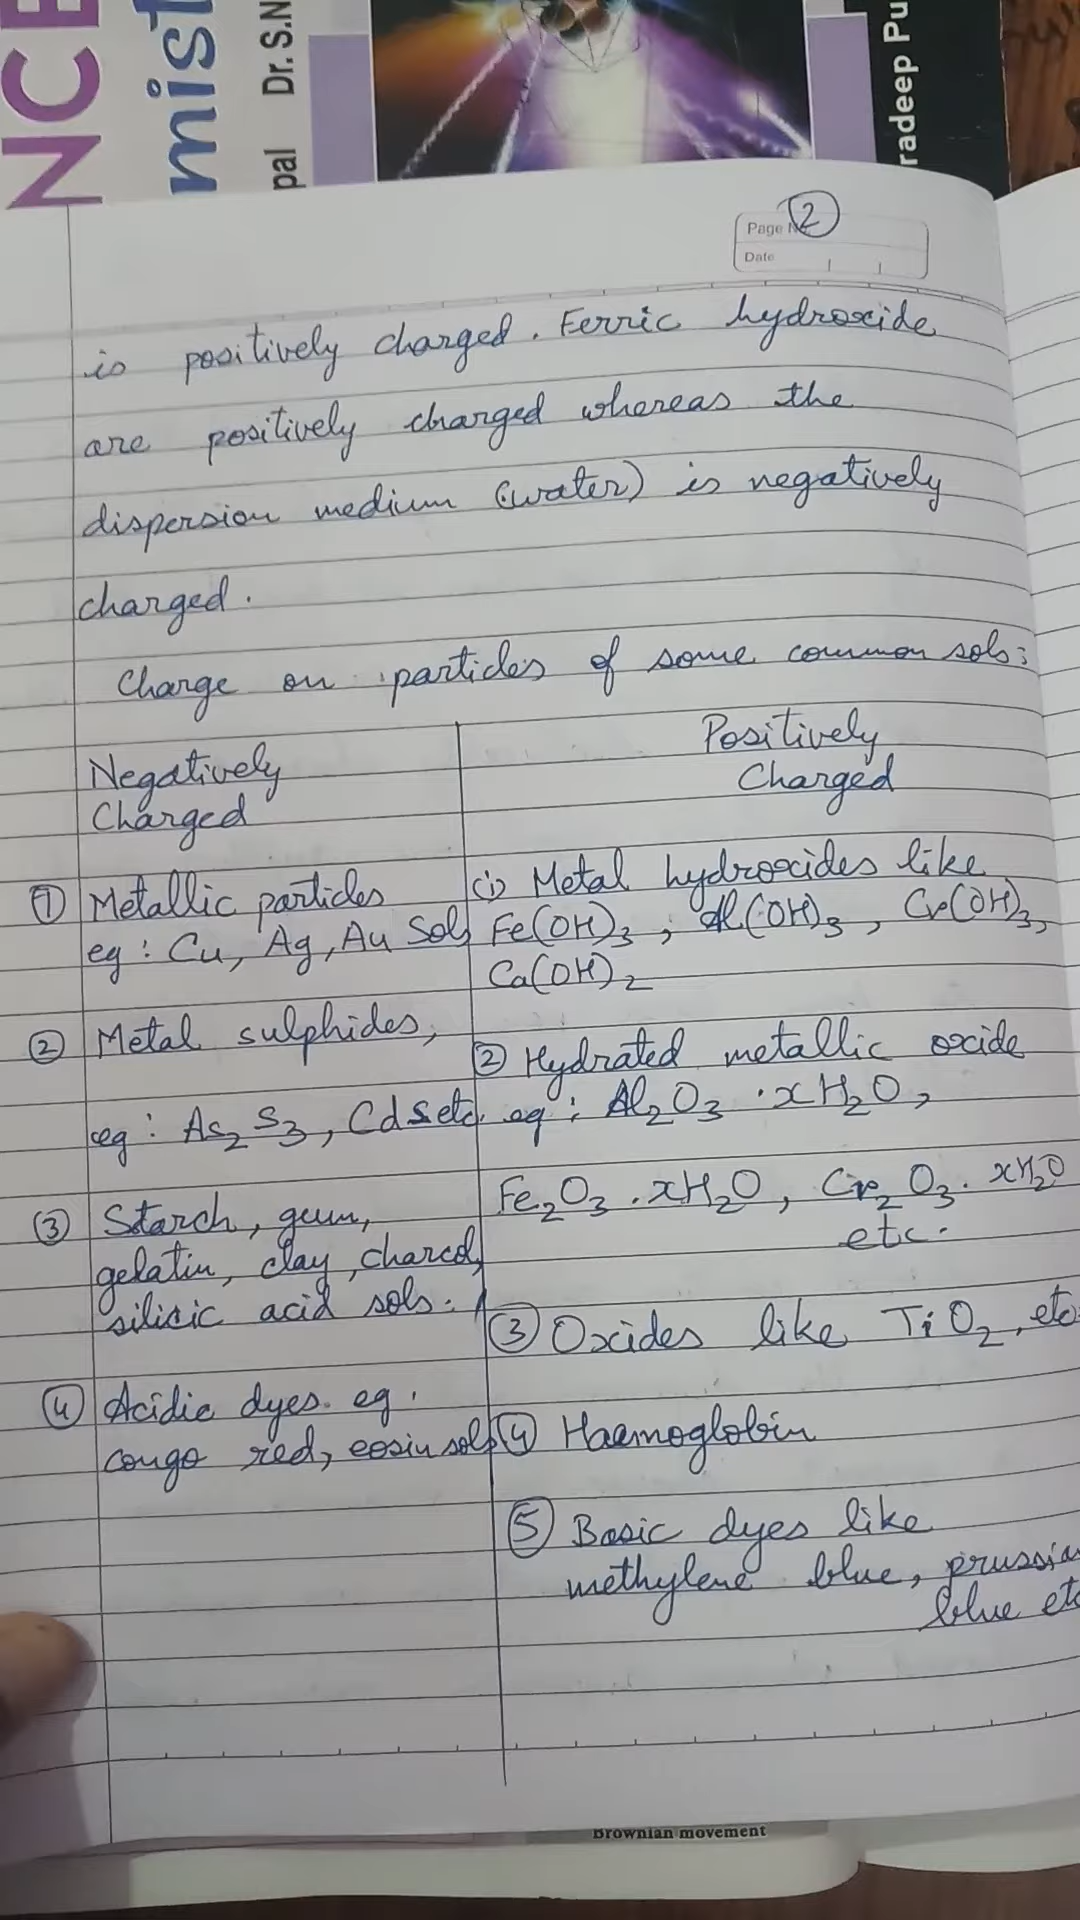 NCE
mist
pal Dr. S.N
radeep Pu
Page No
2
Date
is positively charged. Ferric hydroxide
are positively charged whereas the
dispersion medium (water) is negatively
charged.
Charge on particles of some common sols:
Negatively
Charged
① Metallic particles
eg: Cu, Ag, Au Sols
② Metal sulphides,
eg: As₂S₃, CdS etc.
③ Starch, gum,
gelatin, clay, charcol,
silicic acid sols.
④ Acidic dyes eg.
congo red, eosin sols
Positively
Charged
(1) Metal hydroxides like
Fe(OH)₃, Al(OH)₃, Cr(OH)₃,
Ca(OH)₂
② Hydrated metallic oxide
eg: Al₂O₃ · xH₂O,
Fe₂O₃ . xH₂O, Cr₂O₃. xH₂O
etc.
③ Oxides like TiO₂, etc.
④ Haemoglobin
⑤ Basic dyes like
methylene blue, prussian
blue etc
Brownian movement